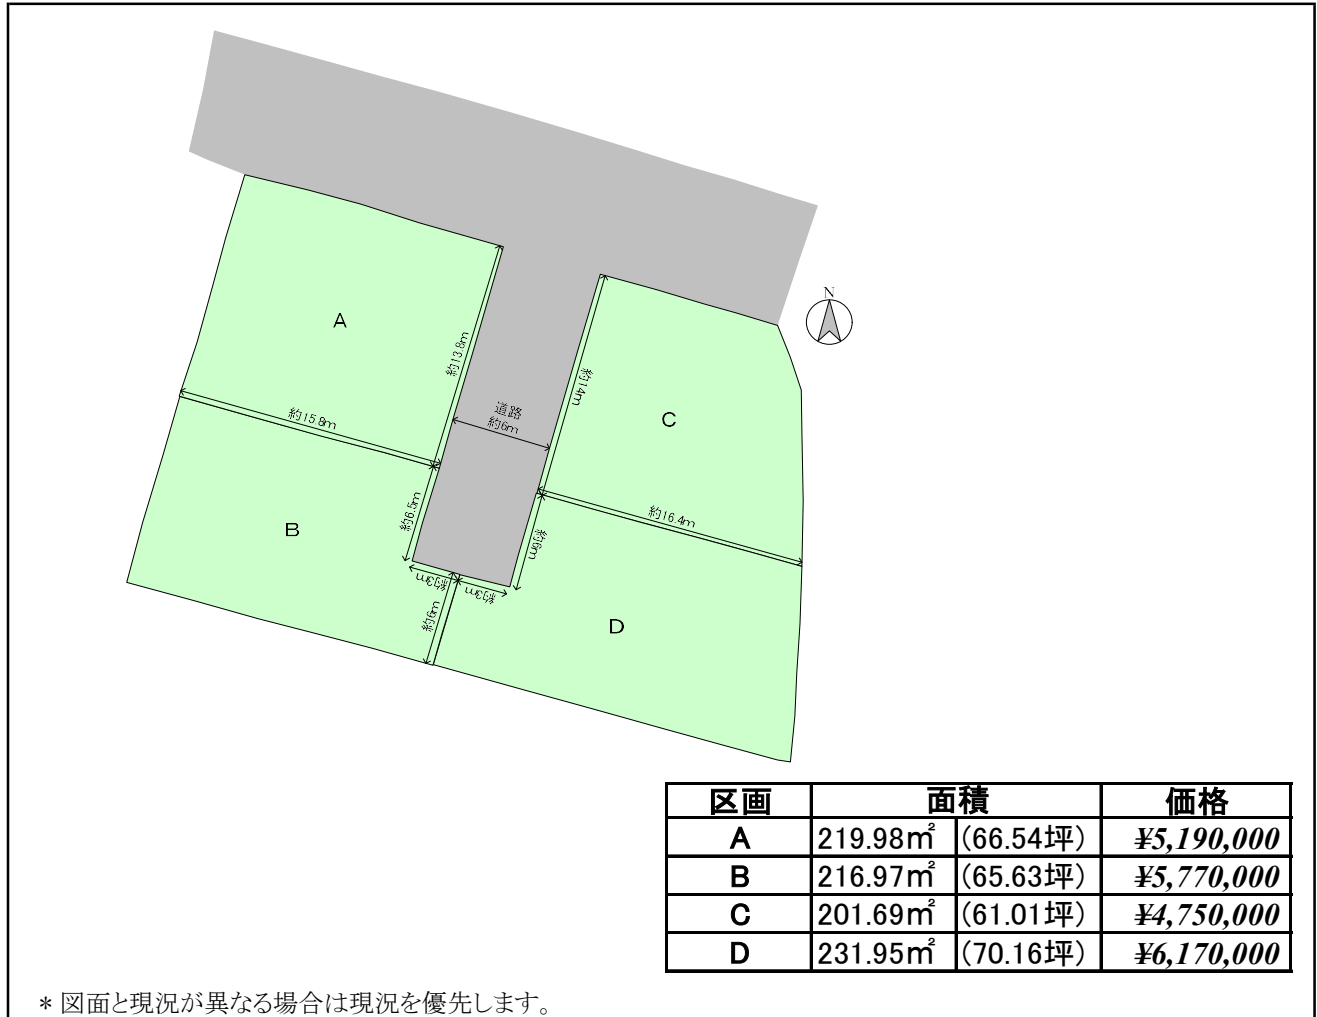 N
A
約13.8m
約15.8m
道路
約6m
約14m
C
約16.4m
B
約6.5m
約3m
約3m
約6m
約6m
D
区画 面積 価格
A 219.98㎡ (66.54坪) ¥5,190,000
B 216.97㎡ (65.63坪) ¥5,770,000
C 201.69㎡ (61.01坪) ¥4,750,000
D 231.95㎡ (70.16坪) ¥6,170,000
* 図面と現況が異なる場合は現況を優先します。